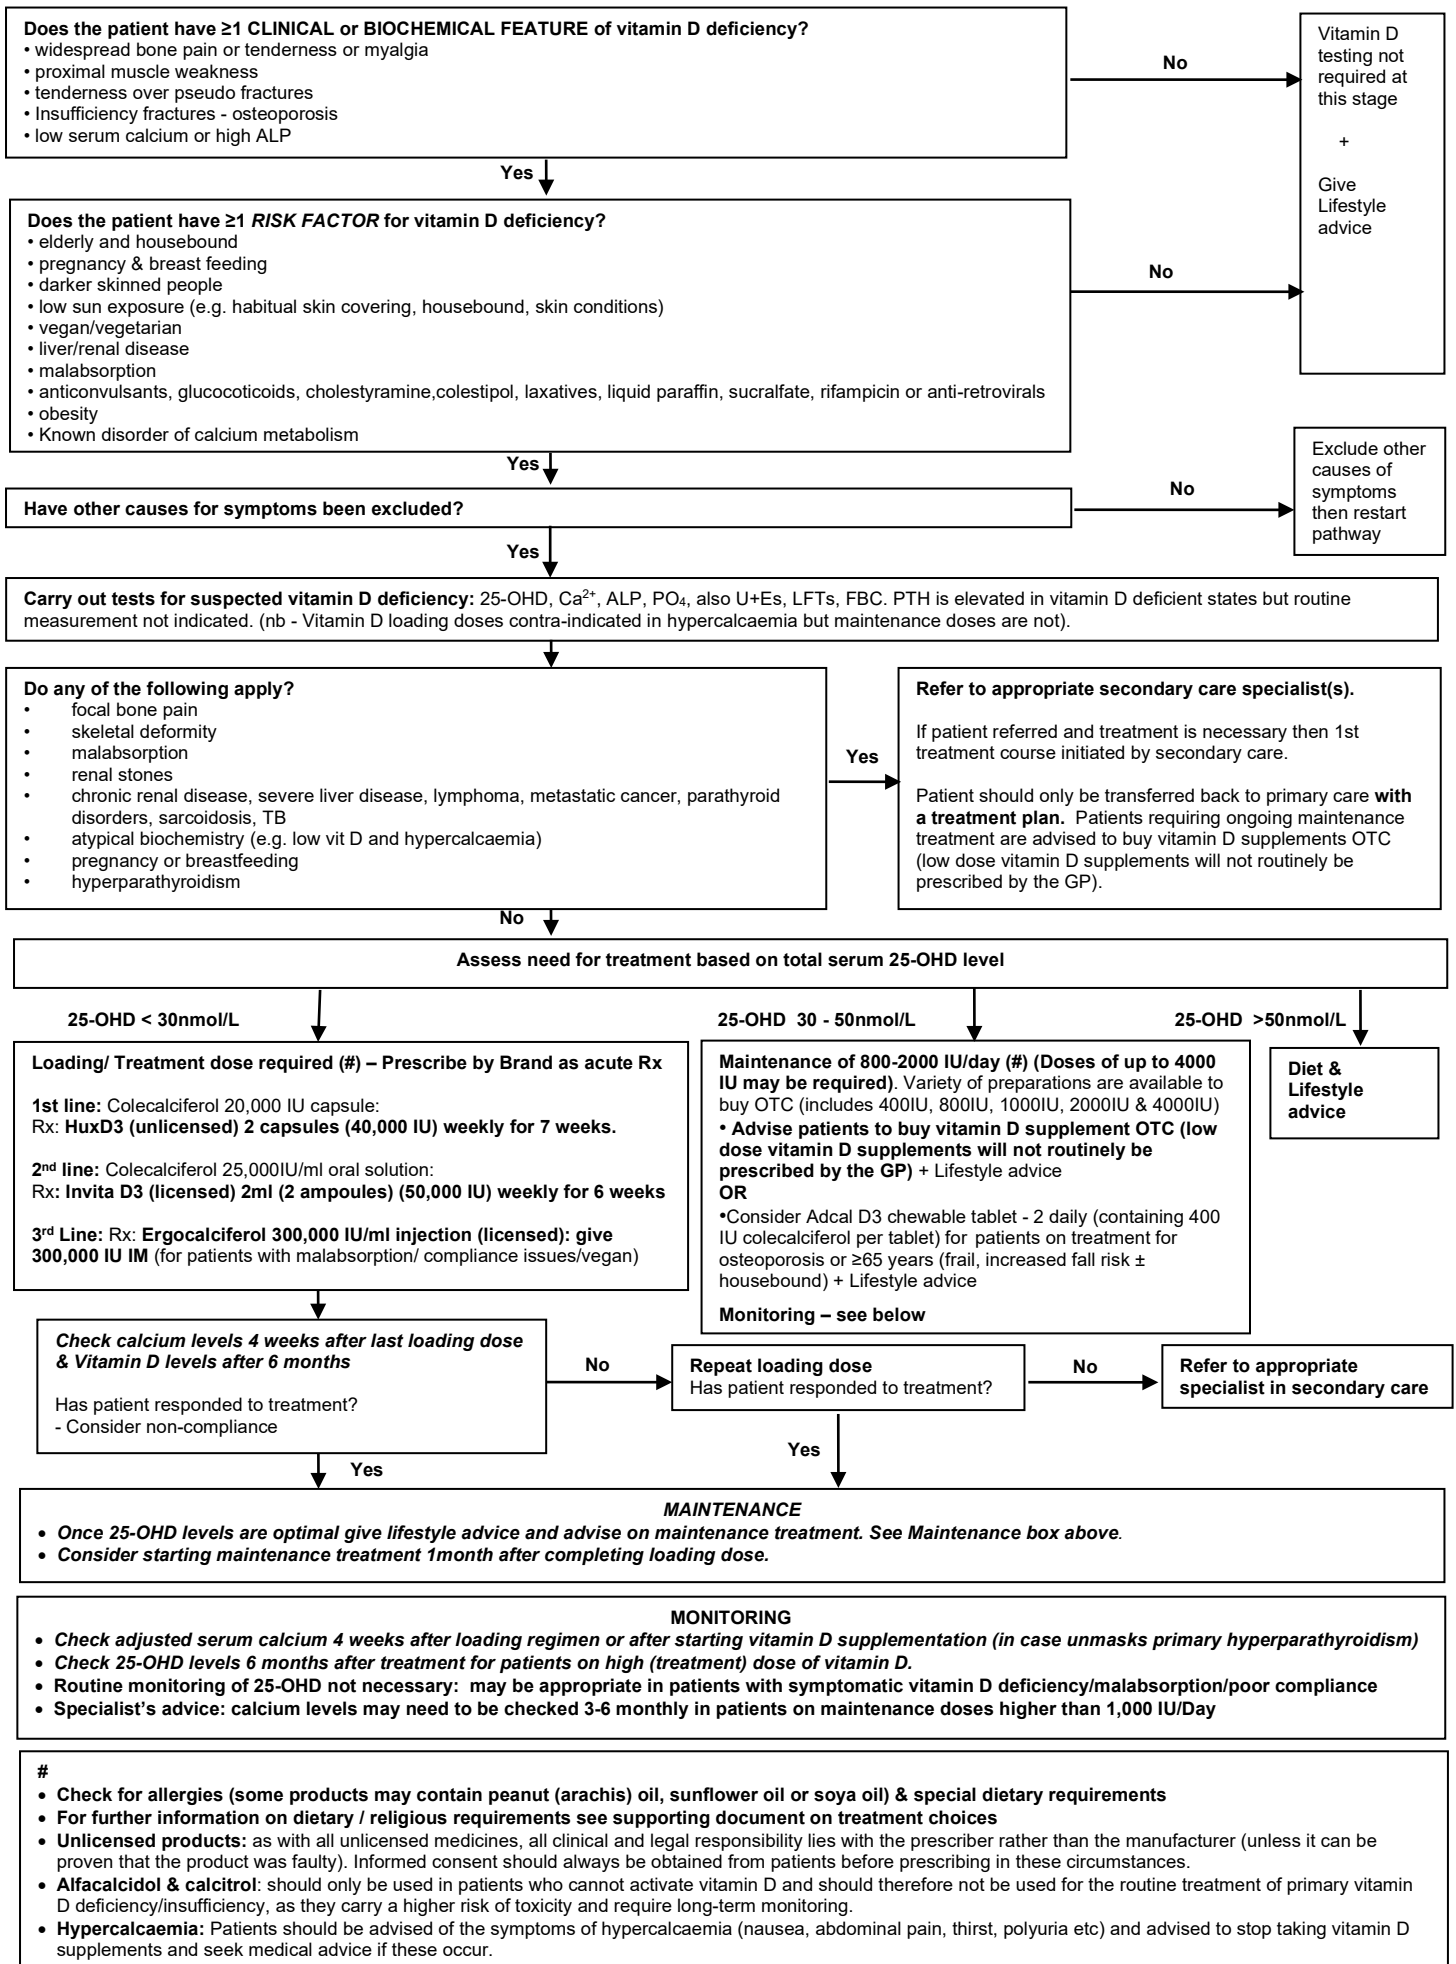 Does the patient have ≥1 CLINICAL or BIOCHEMICAL FEATURE of vitamin D deficiency?
• widespread bone pain or tenderness or myalgia
• proximal muscle weakness
• tenderness over pseudo fractures
• Insufficiency fractures - osteoporosis
• low serum calcium or high ALP
No
Vitamin D
testing not
required at
this stage
+
Give
Lifestyle
advice
Yes
Does the patient have ≥1 RISK FACTOR for vitamin D deficiency?
• elderly and housebound
• pregnancy & breast feeding
• darker skinned people
• low sun exposure (e.g. habitual skin covering, housebound, skin conditions)
• vegan/vegetarian
• liver/renal disease
• malabsorption
• anticonvulsants, glucocoticoids, cholestyramine,colestipol, laxatives, liquid paraffin, sucralfate, rifampicin or anti-retrovirals
• obesity
• Known disorder of calcium metabolism
No
Yes
Have other causes for symptoms been excluded?
No
Exclude other
causes of
symptoms
then restart
pathway
Yes
Carry out tests for suspected vitamin D deficiency: 25-OHD, Ca2+, ALP, PO4, also U+Es, LFTs, FBC. PTH is elevated in vitamin D deficient states but routine
measurement not indicated. (nb - Vitamin D loading doses contra-indicated in hypercalcaemia but maintenance doses are not).
Do any of the following apply?
• focal bone pain
• skeletal deformity
• malabsorption
• renal stones
• chronic renal disease, severe liver disease, lymphoma, metastatic cancer, parathyroid
disorders, sarcoidosis, TB
• atypical biochemistry (e.g. low vit D and hypercalcaemia)
• pregnancy or breastfeeding
• hyperparathyroidism
Yes
Refer to appropriate secondary care specialist(s).
If patient referred and treatment is necessary then 1st
treatment course initiated by secondary care.
Patient should only be transferred back to primary care with
a treatment plan. Patients requiring ongoing maintenance
treatment are advised to buy vitamin D supplements OTC
(low dose vitamin D supplements will not routinely be
prescribed by the GP).
No
Assess need for treatment based on total serum 25-OHD level
25-OHD < 30nmol/L
25-OHD 30 - 50nmol/L
25-OHD >50nmol/L
Loading/ Treatment dose required (#) – Prescribe by Brand as acute Rx
1st line: Colecalciferol 20,000 IU capsule:
Rx: HuxD3 (unlicensed) 2 capsules (40,000 IU) weekly for 7 weeks.
2nd line: Colecalciferol 25,000IU/ml oral solution:
Rx: Invita D3 (licensed) 2ml (2 ampoules) (50,000 IU) weekly for 6 weeks
3rd Line: Rx: Ergocalciferol 300,000 IU/ml injection (licensed): give
300,000 IU IM (for patients with malabsorption/ compliance issues/vegan)
Maintenance of 800-2000 IU/day (#) (Doses of up to 4000
IU may be required). Variety of preparations are available to
buy OTC (includes 400IU, 800IU, 1000IU, 2000IU & 4000IU)
• Advise patients to buy vitamin D supplement OTC (low
dose vitamin D supplements will not routinely be
prescribed by the GP) + Lifestyle advice
OR
•Consider Adcal D3 chewable tablet - 2 daily (containing 400
IU colecalciferol per tablet) for patients on treatment for
osteoporosis or ≥65 years (frail, increased fall risk ±
housebound) + Lifestyle advice
Monitoring – see below
Diet &
Lifestyle
advice
Check calcium levels 4 weeks after last loading dose
& Vitamin D levels after 6 months
Has patient responded to treatment?
- Consider non-compliance
No
Repeat loading dose
Has patient responded to treatment?
No
Refer to appropriate
specialist in secondary care
Yes
Yes
MAINTENANCE
• Once 25-OHD levels are optimal give lifestyle advice and advise on maintenance treatment. See Maintenance box above.
• Consider starting maintenance treatment 1month after completing loading dose.
MONITORING
• Check adjusted serum calcium 4 weeks after loading regimen or after starting vitamin D supplementation (in case unmasks primary hyperparathyroidism)
• Check 25-OHD levels 6 months after treatment for patients on high (treatment) dose of vitamin D.
• Routine monitoring of 25-OHD not necessary: may be appropriate in patients with symptomatic vitamin D deficiency/malabsorption/poor compliance
• Specialist's advice: calcium levels may need to be checked 3-6 monthly in patients on maintenance doses higher than 1,000 IU/Day
#
• Check for allergies (some products may contain peanut (arachis) oil, sunflower oil or soya oil) & special dietary requirements
• For further information on dietary / religious requirements see supporting document on treatment choices
• Unlicensed products: as with all unlicensed medicines, all clinical and legal responsibility lies with the prescriber rather than the manufacturer (unless it can be
proven that the product was faulty). Informed consent should always be obtained from patients before prescribing in these circumstances.
• Alfacalcidol & calcitrol: should only be used in patients who cannot activate vitamin D and should therefore not be used for the routine treatment of primary vitamin
D deficiency/insufficiency, as they carry a higher risk of toxicity and require long-term monitoring.
• Hypercalcaemia: Patients should be advised of the symptoms of hypercalcaemia (nausea, abdominal pain, thirst, polyuria etc) and advised to stop taking vitamin D
supplements and seek medical advice if these occur.